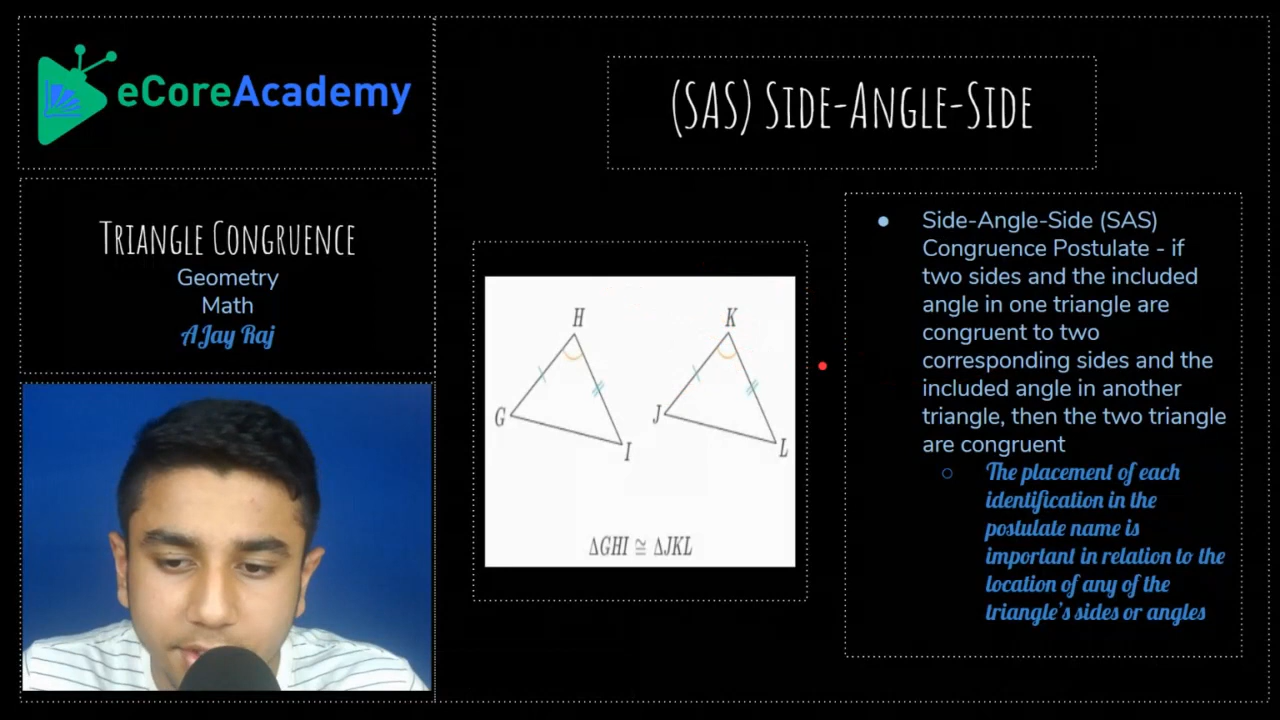 eCoreAcademy
(SAS) Side-Angle-Side
Triangle Congruence
Geometry
Math
AJay Raj
H
G
I
K
J
L
ΔGHI ≅ ΔJKL
● Side-Angle-Side (SAS)
Congruence Postulate - if
two sides and the included
angle in one triangle are
congruent to two
corresponding sides and the
included angle in another
triangle, then the two triangle
are congruent
○ The placement of each
identification in the
postulate name is
important in relation to the
location of any of the
triangle's sides or angles